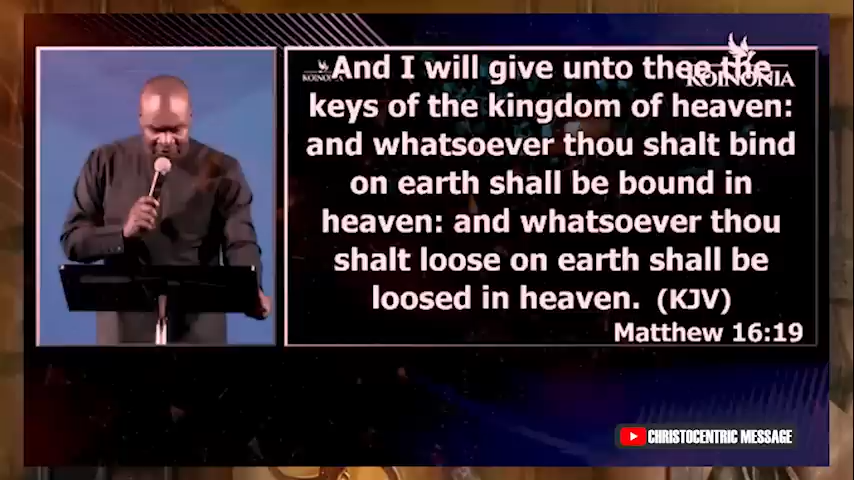 And I will give unto thee the
KOINONIA
KOINONIA
keys of the kingdom of heaven:
and whatsoever thou shalt bind
on earth shall be bound in
heaven: and whatsoever thou
shalt loose on earth shall be
loosed in heaven. (KJV)
Matthew 16:19
CHRISTOCENTRIC MESSAGE